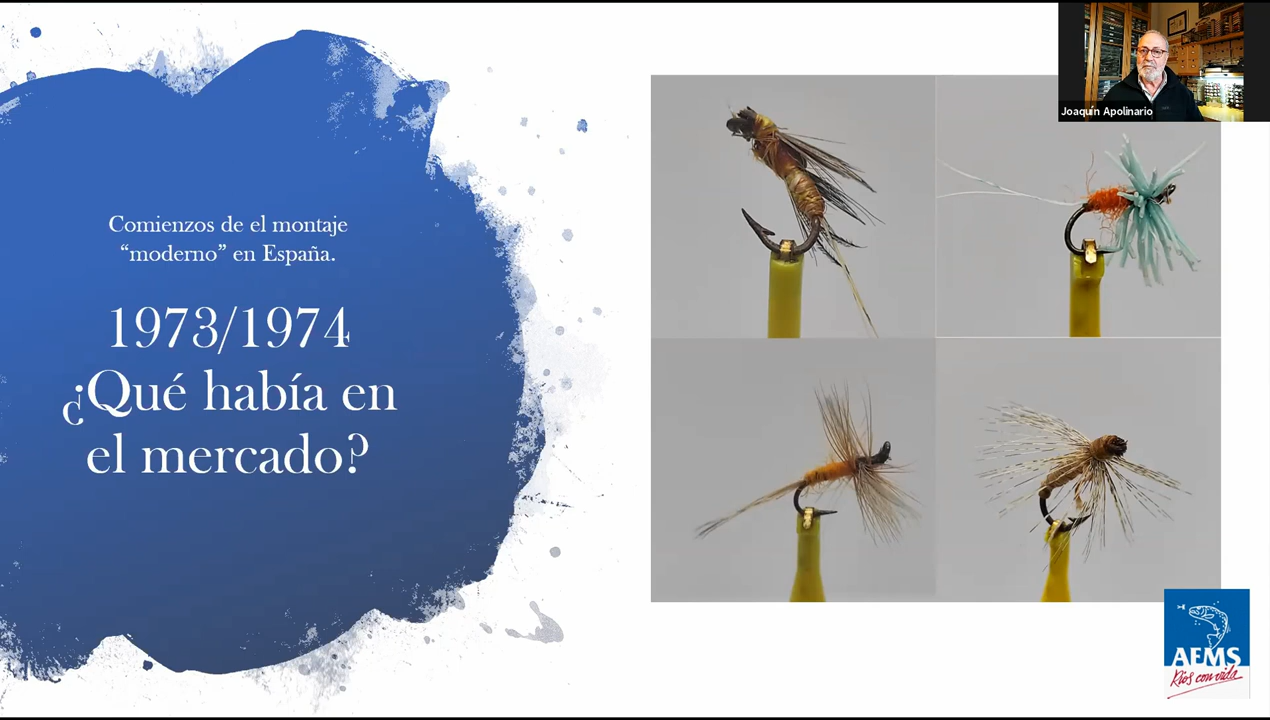 Comienzos de el montaje
“moderno” en España.
1973/1974
¿Qué había en
el mercado?
Joaquín Apolinario
AEMS
Ríos con vida